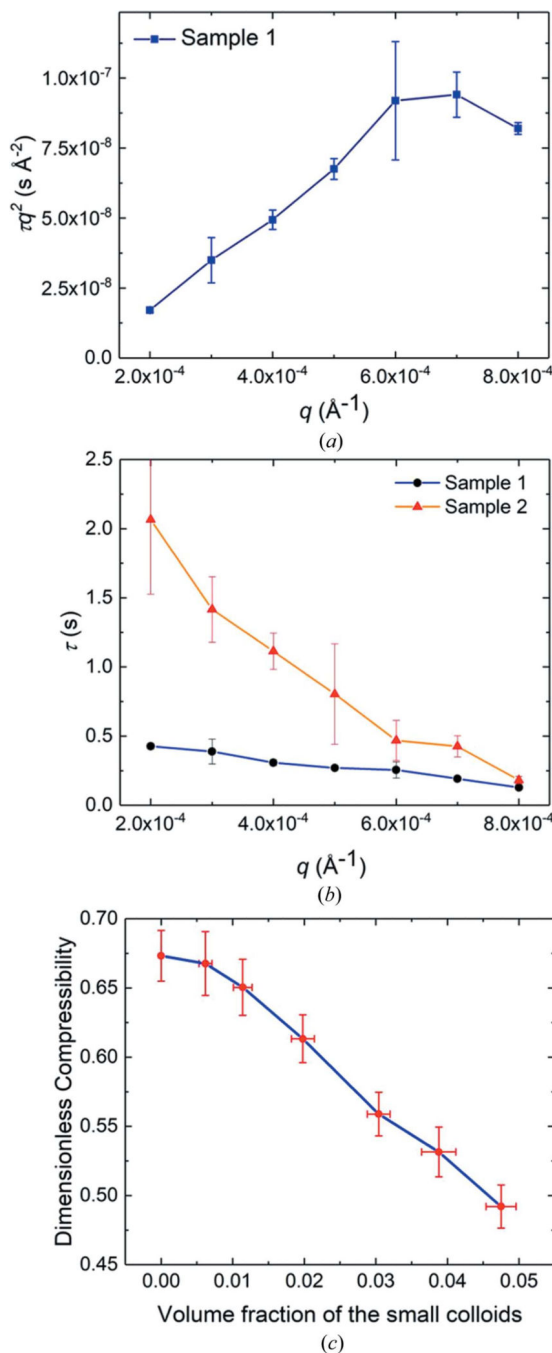 Sample 1
1.0x10⁻⁷
7.5x10⁻⁸
5.0x10⁻⁸
2.5x10⁻⁸
0.0
τq² (s Å⁻²)
2.0x10⁻⁴ 4.0x10⁻⁴ 6.0x10⁻⁴ 8.0x10⁻⁴
q (Å⁻¹)
(a)
2.5
2.0
1.5
1.0
0.5
0.0
τ (s)
Sample 1
Sample 2
2.0x10⁻⁴ 4.0x10⁻⁴ 6.0x10⁻⁴ 8.0x10⁻⁴
q (Å⁻¹)
(b)
0.70
0.65
0.60
0.55
0.50
0.45
Dimensionless Compressibility
0.00 0.01 0.02 0.03 0.04 0.05
Volume fraction of the small colloids
(c)